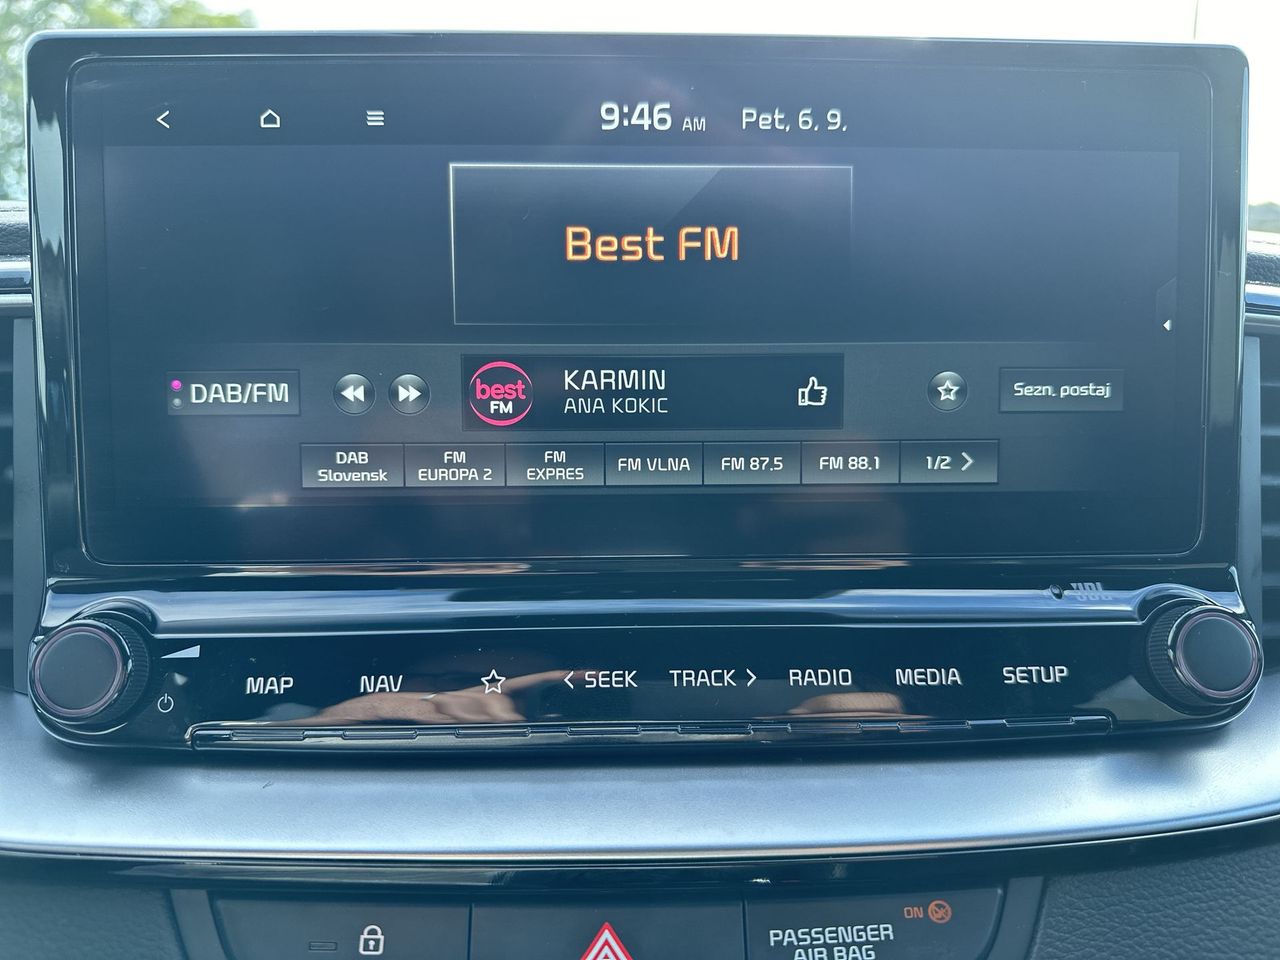 9:46 AM Pet, 6. 9.
Best FM
DAB/FM
best
FM
KARMIN
ANA KOKIC
Sezn. postaj
DAB
Slovensk
FM
EUROPA 2
FM
EXPRES
FM VLNA
FM 87.5
FM 88.1
1/2
JBL
MAP
NAV
SEEK
TRACK
RADIO
MEDIA
SETUP
ON
PASSENGER
AIR BAG